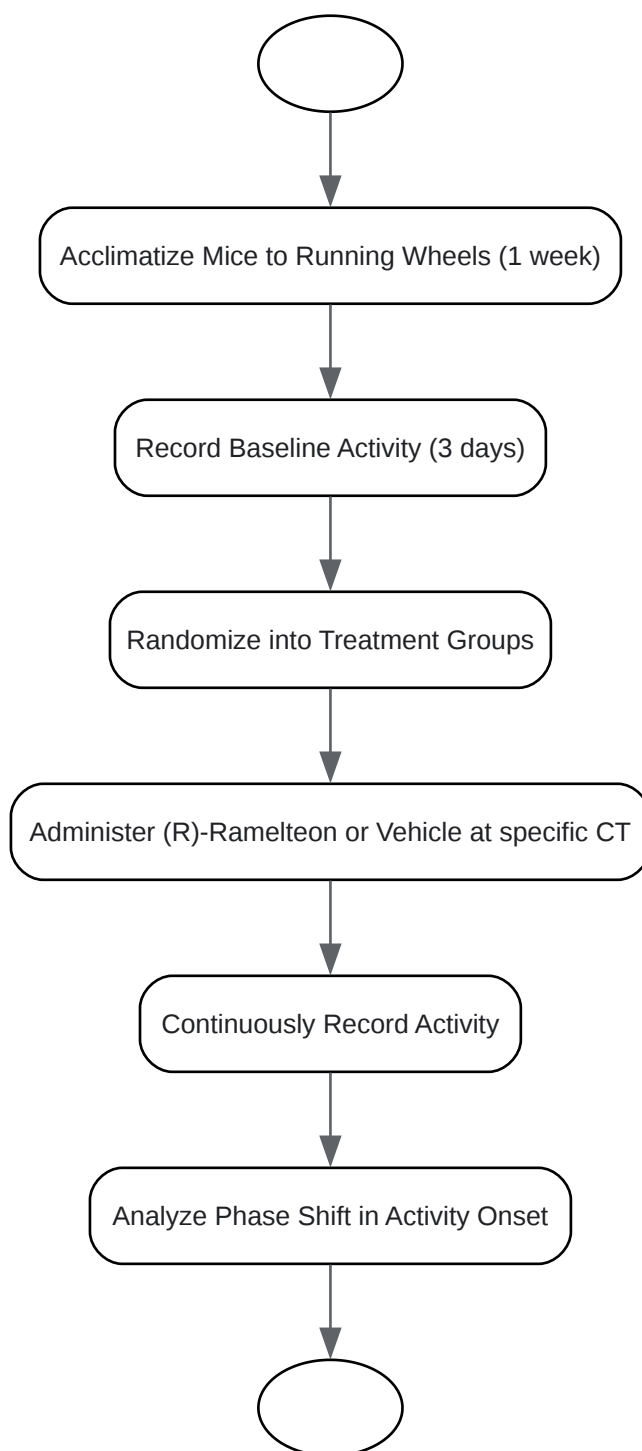 Acclimatize Mice to Running Wheels (1 week)
Record Baseline Activity (3 days)
Randomize into Treatment Groups
Administer (R)-Ramelteon or Vehicle at specific CT
Continuously Record Activity
Analyze Phase Shift in Activity Onset